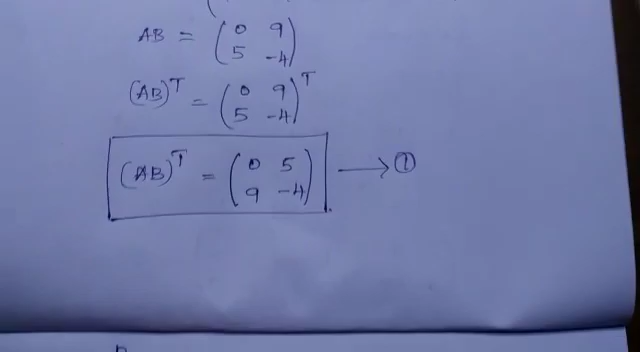 AB = (0 9
5 -4)
(AB)^T = (0 9
5 -4)^T
(AB)^T = (0 5
9 -4) → ①